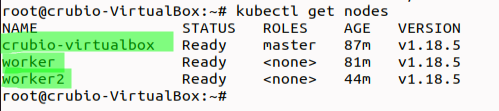 root@crubio-VirtualBox:~# kubectl get nodes
NAME STATUS ROLES AGE VERSION
crubio-virtualbox Ready master 87m v1.18.5
worker Ready <none> 81m v1.18.5
worker2 Ready <none> 44m v1.18.5
root@crubio-VirtualBox:~#